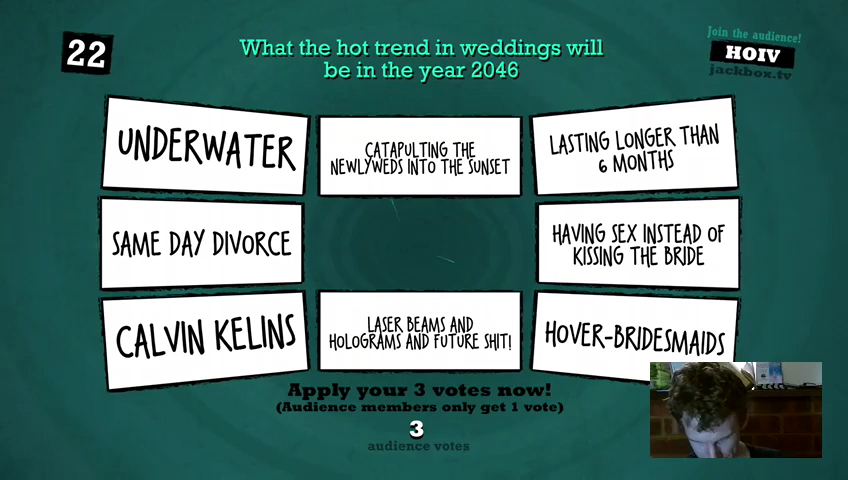 22
What the hot trend in weddings will
be in the year 2046
Join the audience!
HOIV
jackbox.tv
UNDERWATER
CATAPULTING THE
NEWLYWEDS INTO THE SUNSET
LASTING LONGER THAN
6 MONTHS
SAME DAY DIVORCE
HAVING SEX INSTEAD OF
KISSING THE BRIDE
CALVIN KELINS
LASER BEAMS AND
HOLOGRAMS AND FUTURE SHIT!
HOVER-BRIDESMAIDS
Apply your 3 votes now!
(Audience members only get 1 vote)
3
audience votes